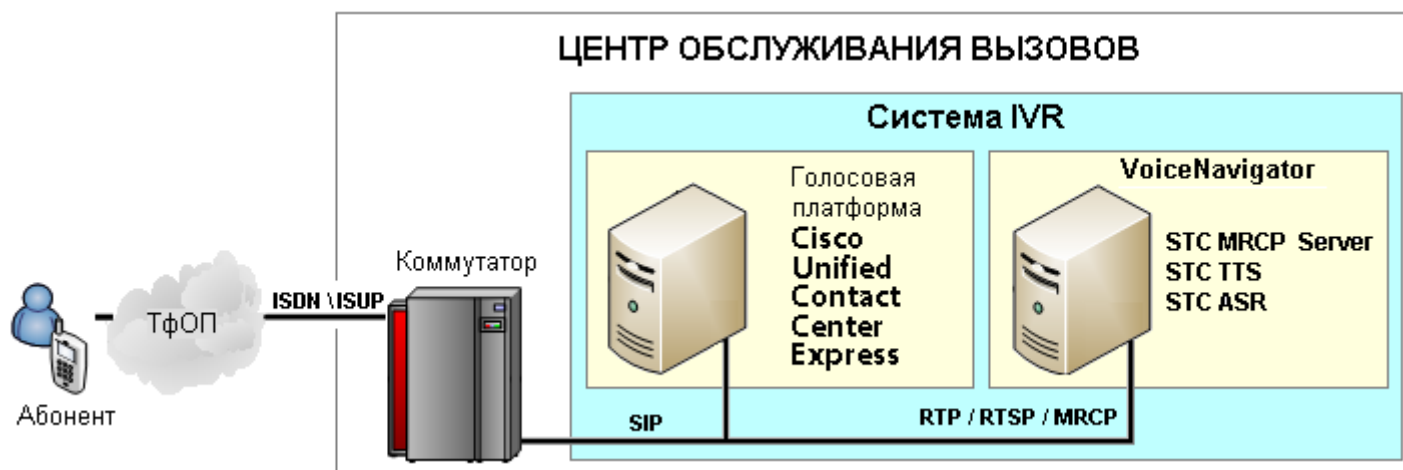 ЦЕНТР ОБСЛУЖИВАНИЯ ВЫЗОВОВ
Система IVR
Голосовая
платформа
Cisco
Unified
Contact
Center
Express
VoiceNavigator
STC MRCP Server
STC TTS
STC ASR
Коммутатор
ISDN \ ISUP
ТфОП
Абонент
SIP
RTP / RTSP / MRCP